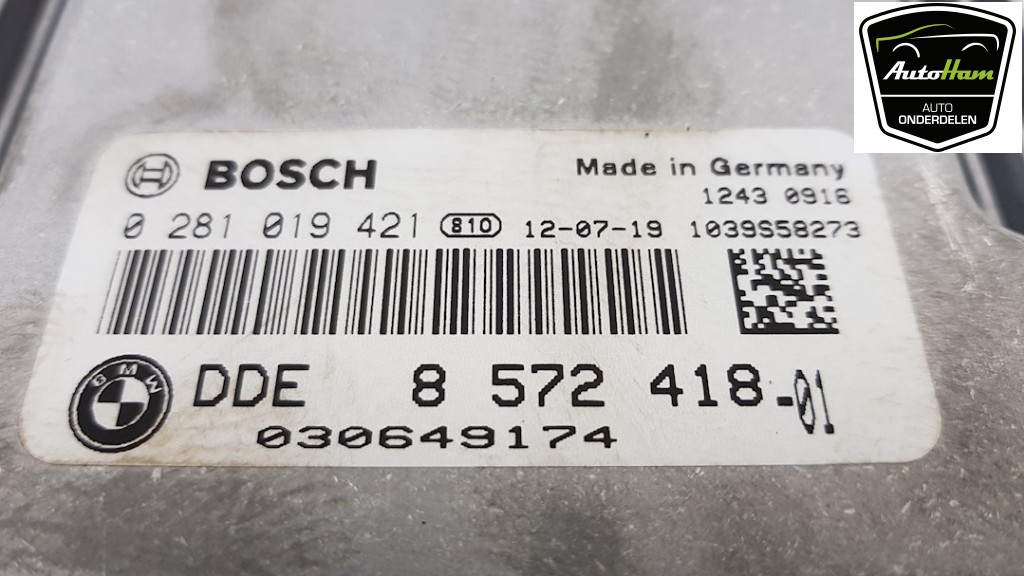 AutoHam
AUTO
ONDERDELEN
BOSCH
Made in Germany
1243 0916
0 281 019 421 810 12-07-19 1039S58273
BMW
DDE 8 572 418-01
030649174